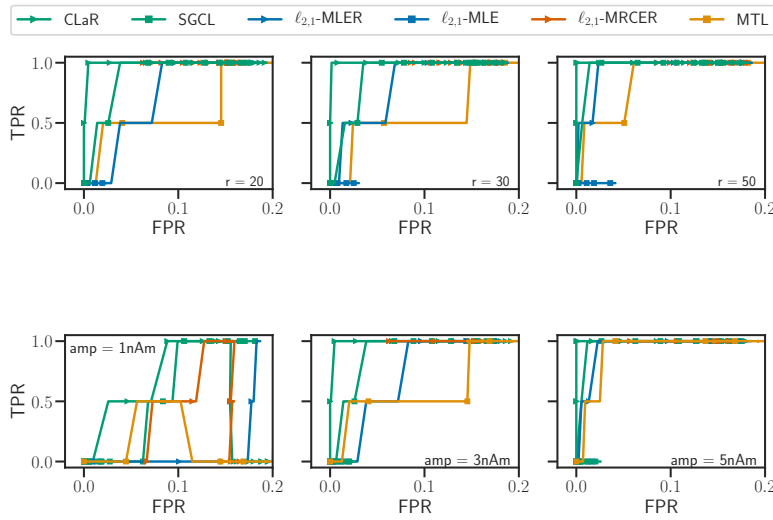 CLaR SGCL ℓ2,1-MLER ℓ2,1-MLE ℓ2,1-MRCER MTL
TPR
1.0
0.5
0.0
r = 20
r = 30
r = 50
0.0 0.1 0.2 0.0 0.1 0.2 0.0 0.1 0.2
FPR FPR FPR
TPR
1.0
0.5
0.0
amp = 1nAm
amp = 3nAm
amp = 5nAm
0.0 0.1 0.2 0.0 0.1 0.2 0.0 0.1 0.2
FPR FPR FPR